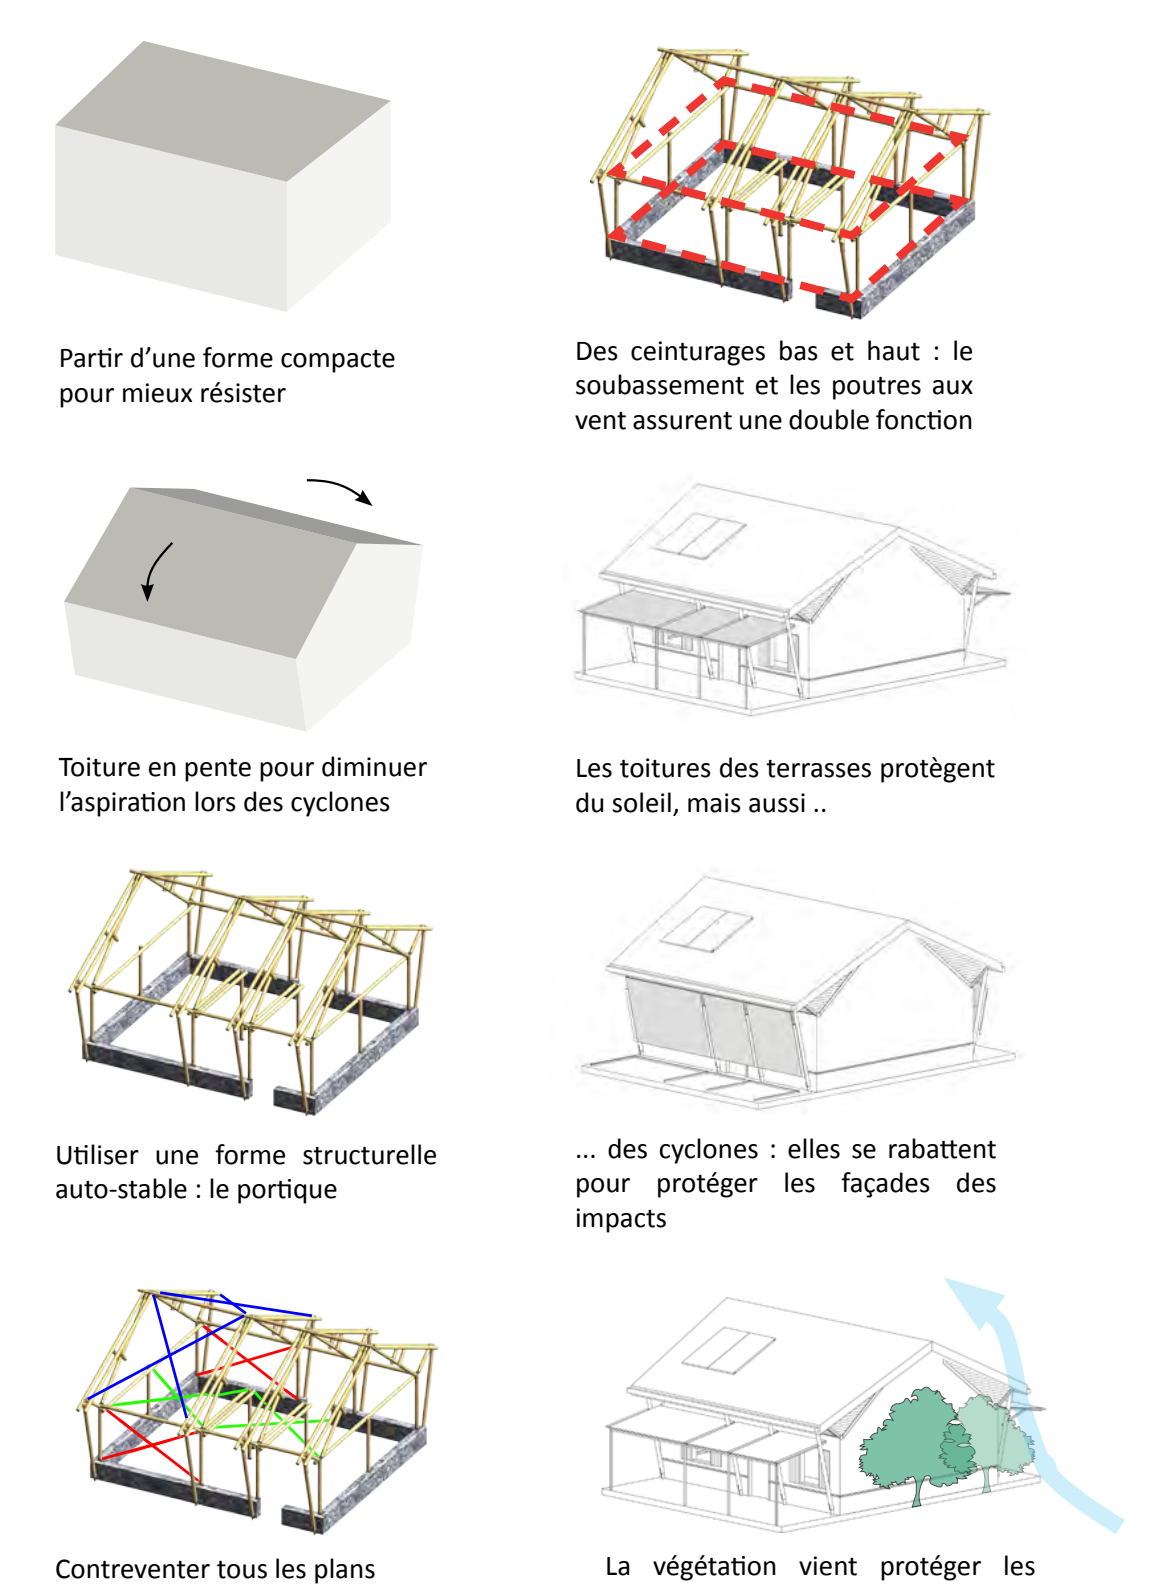 Partir d’une forme compacte
pour mieux résister
Toiture en pente pour diminuer
l’aspiration lors des cyclones
Utiliser une forme structurelle
auto-stable : le portique
Contreventer tous les plans
Des ceinturages bas et haut : le
soubassement et les poutres aux
vent assurent une double fonction
Les toitures des terrasses protègent
du soleil, mais aussi ..
... des cyclones : elles se rabattent
pour protéger les façades des
impacts
La végétation vient protéger les